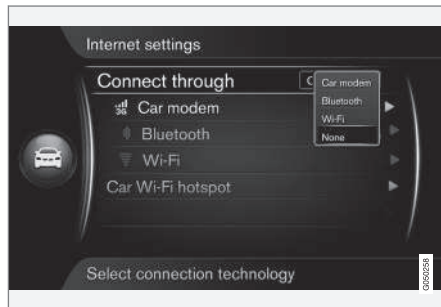 Internet settings
Connect through
Car modem
Bluetooth
Wi-Fi
None
3G Car modem
Bluetooth
Wi-Fi
Car Wi-Fi hotspot
Select connection technology
G050258